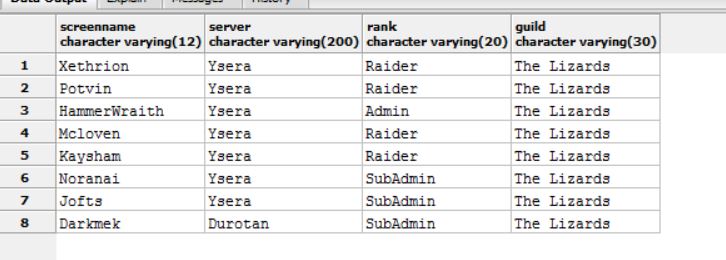 Data Output Explain Messages History
screenname server rank guild
character varying(12) character varying(200) character varying(20) character varying(30)
1 Xethrion Ysera Raider The Lizards
2 Potvin Ysera Raider The Lizards
3 HammerWraith Ysera Admin The Lizards
4 Mcloven Ysera Raider The Lizards
5 Kaysham Ysera Raider The Lizards
6 Noranai Ysera SubAdmin The Lizards
7 Jofts Ysera SubAdmin The Lizards
8 Darkmek Durotan SubAdmin The Lizards